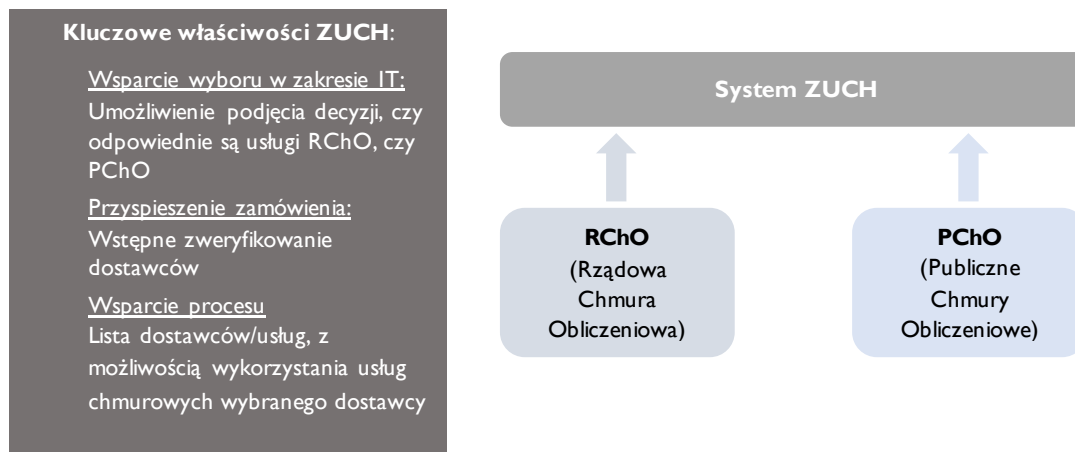 Kluczowe właściwości ZUCH:
Wsparcie wyboru w zakresie IT:
Umożliwienie podjęcia decyzji, czy
odpowiednie są usługi RChO, czy
PChO
Przyspieszenie zamówienia:
Wstępne zweryfikowanie
dostawców
Wsparcie procesu
Lista dostawców/usług, z
możliwością wykorzystania usług
chmurowych wybranego dostawcy
System ZUCH
RChO
(Rządowa
Chmura
Obliczeniowa)
PChO
(Publiczne
Chmury
Obliczeniowe)